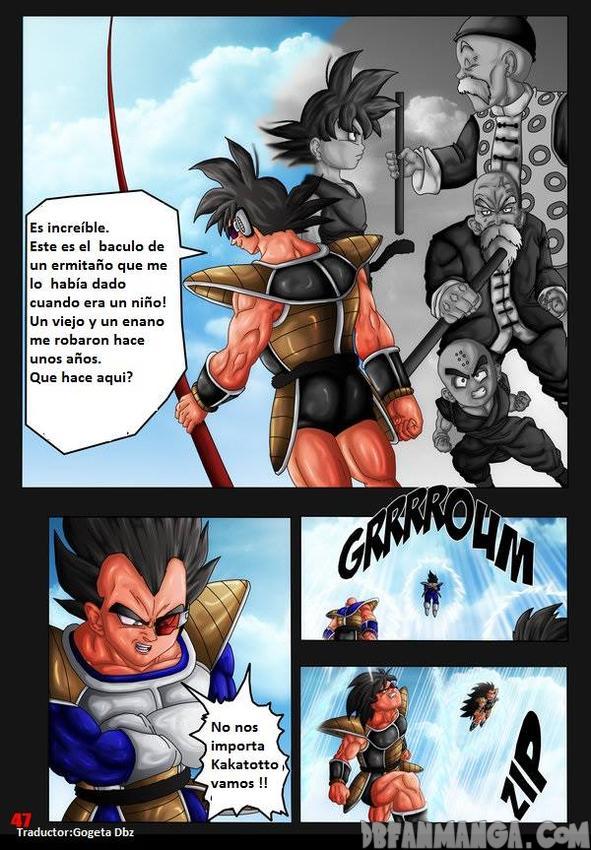 Es increíble.
Este es el baculo de
un ermitaño que me
lo había dado
cuando era un niño!
Un viejo y un enano
me robaron hace
unos años.
Que hace aqui?
GRRRROUM
No nos
importa
Kakatotto
vamos !!
ZIP
47
Traductor:Gogeta Dbz
DBFANMANGA.COM